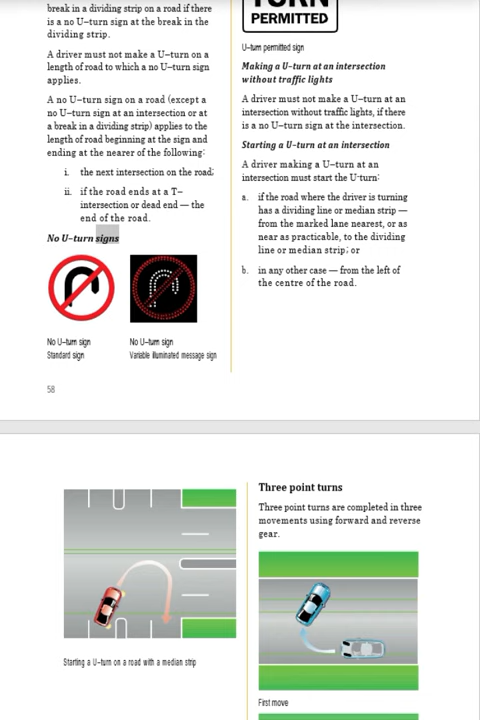 break in a dividing strip on a road if there
is a no U–turn sign at the break in the
dividing strip.
A driver must not make a U–turn on a
length of road to which a no U–turn sign
applies.
A no U–turn sign on a road (except a
no U–turn sign at an intersection or at
a break in a dividing strip) applies to the
length of road beginning at the sign and
ending at the nearer of the following:
i. the next intersection on the road;
ii. if the road ends at a T–
intersection or dead end — the
end of the road.
No U–turn signs
No U–turn sign
Standard sign
No U–turn sign
Variable illuminated message sign
58
TURN
PERMITTED
U–turn permitted sign
Making a U–turn at an intersection
without traffic lights
A driver must not make a U–turn at an
intersection without traffic lights, if there
is a no U–turn sign at the intersection.
Starting a U–turn at an intersection
A driver making a U–turn at an
intersection must start the U-turn:
a. if the road where the driver is turning
has a dividing line or median strip —
from the marked lane nearest, or as
near as practicable, to the dividing
line or median strip; or
b. in any other case — from the left of
the centre of the road.
Starting a U–turn on a road with a median strip
Three point turns
Three point turns are completed in three
movements using forward and reverse
gear.
First move